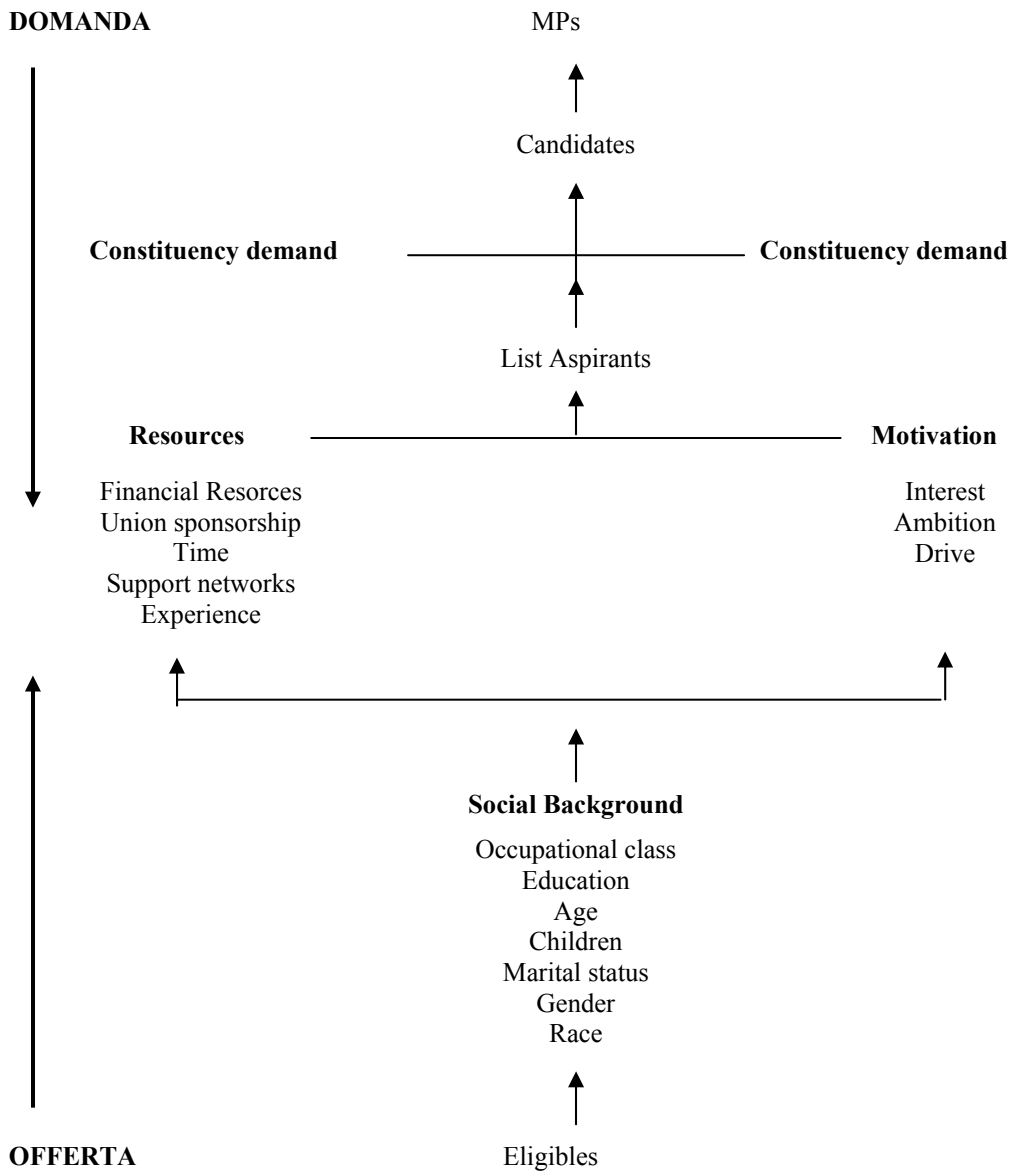 DOMANDA MPs
Candidates
Constituency demand Constituency demand
List Aspirants
Resources Motivation
Financial Resorces Interest
Union sponsorship Ambition
Time Drive
Support networks
Experience
Social Background
Occupational class
Education
Age
Children
Marital status
Gender
Race
OFFERTA Eligibles